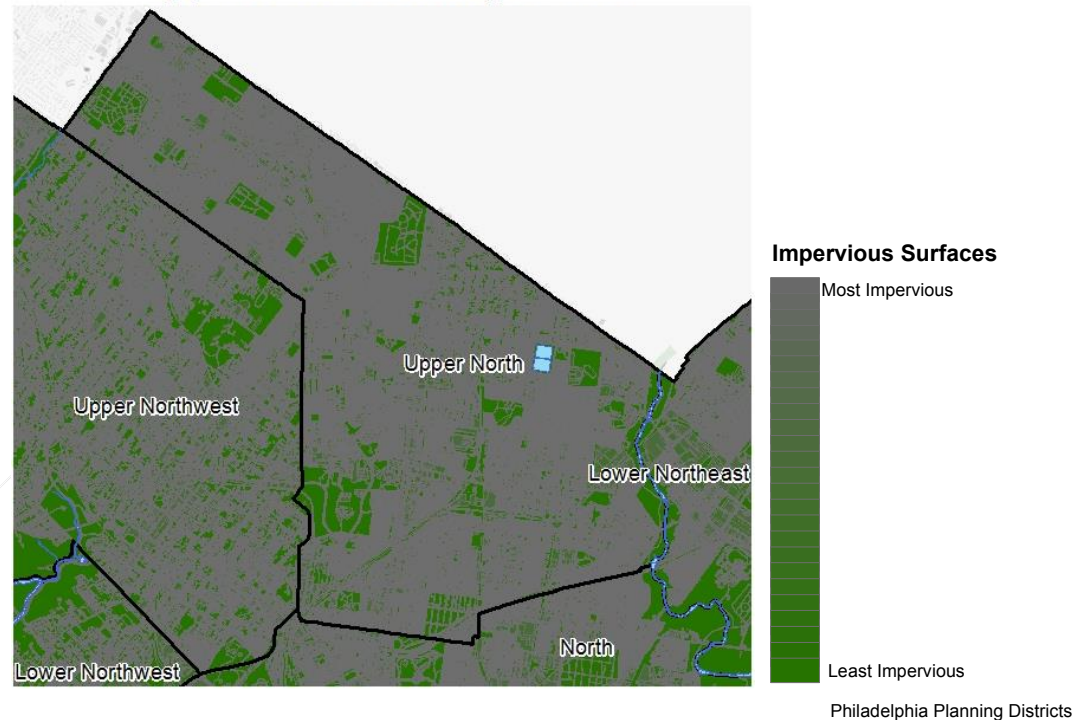 Impervious Surfaces
Most Impervious
Upper North
Upper Northwest
Lower Northeast
North
Lower Northwest
Least Impervious
Philadelphia Planning Districts